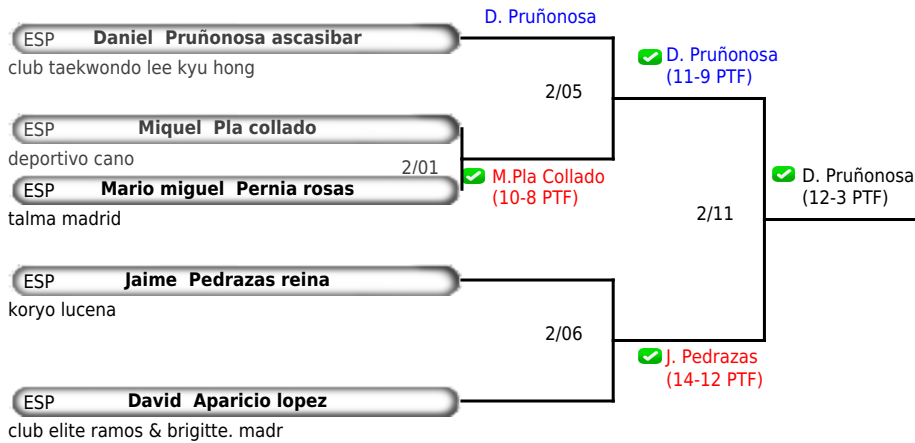 D. Pruñonosa
ESP Daniel Pruñonosa ascasibar
club taekwondo lee kyu hong
D. Pruñonosa
(11-9 PTF)
2/05
ESP Miquel Pla collado
deportivo cano
2/01
M.Pla Collado
(10-8 PTF)
ESP Mario miguel Pernia rosas
talma madrid
D. Pruñonosa
(12-3 PTF)
2/11
ESP Jaime Pedrazas reina
koryo lucena
2/06
J. Pedrazas
(14-12 PTF)
ESP David Aparicio lopez
club elite ramos & brigitte. madr